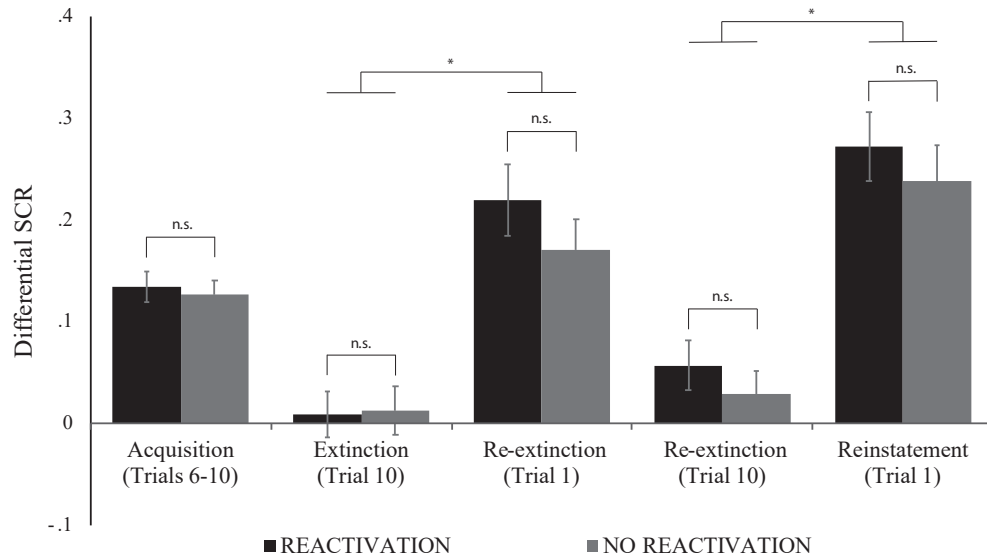 .4
*
*
n.s.
.3
n.s.
Differential SCR
.2
n.s.
n.s.
.1
n.s.
0
Acquisition
(Trials 6-10)
Extinction
(Trial 10)
Re-extinction
(Trial 1)
Re-extinction
(Trial 10)
Reinstatement
(Trial 1)
-.1
REACTIVATION
NO REACTIVATION